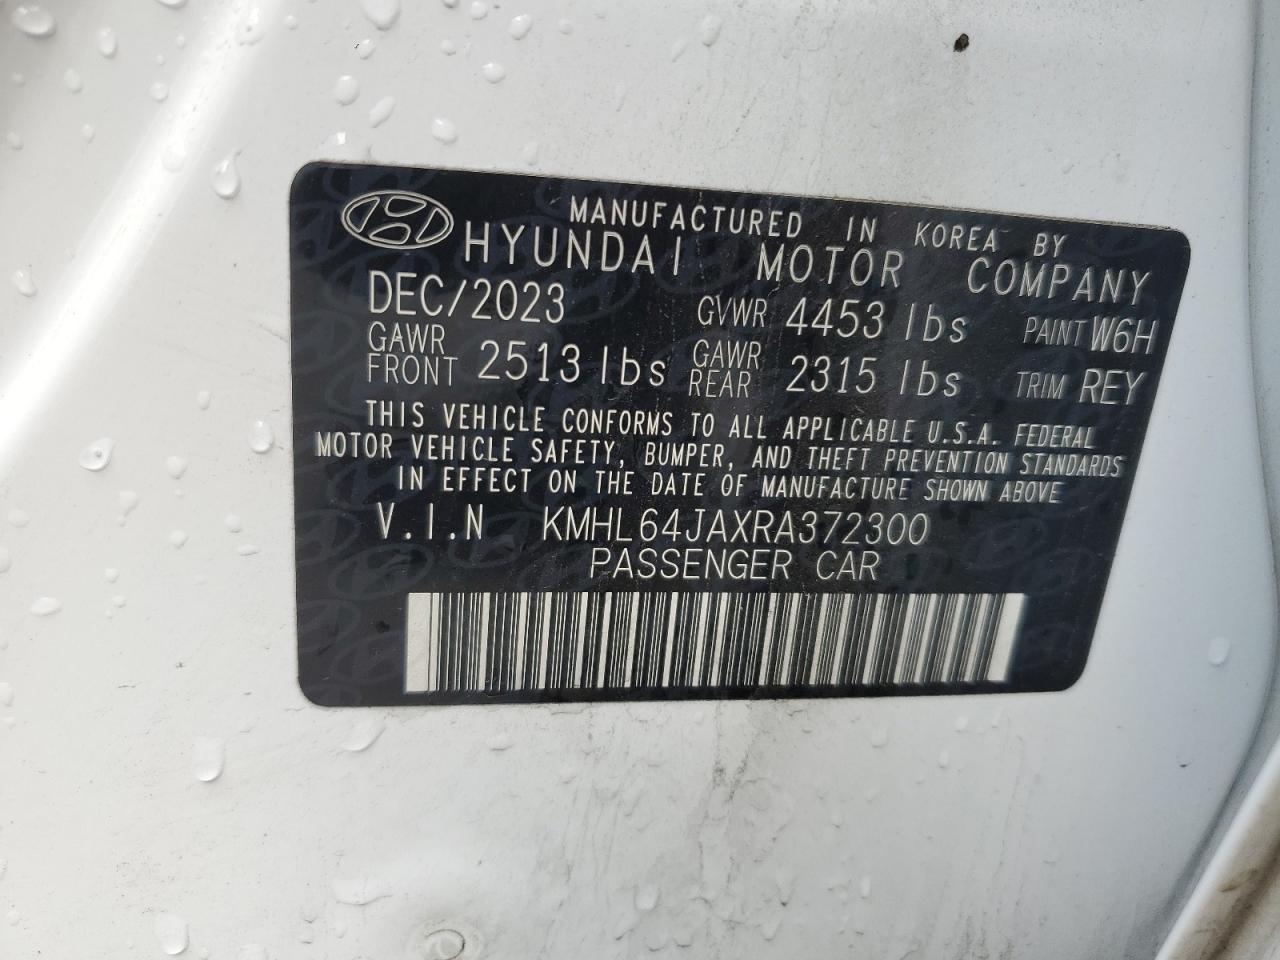 MANUFACTURED IN KOREA BY
HYUNDAI MOTOR COMPANY
DEC/2023 GVWR 4453 lbs PAINT W6H
GAWR FRONT 2513 lbs GAWR REAR 2315 lbs TRIM REY
THIS VEHICLE CONFORMS TO ALL APPLICABLE U.S.A. FEDERAL
MOTOR VEHICLE SAFETY, BUMPER, AND THEFT PREVENTION STANDARDS
IN EFFECT ON THE DATE OF MANUFACTURE SHOWN ABOVE
V.I.N KMHL64JAXRA372300
PASSENGER CAR